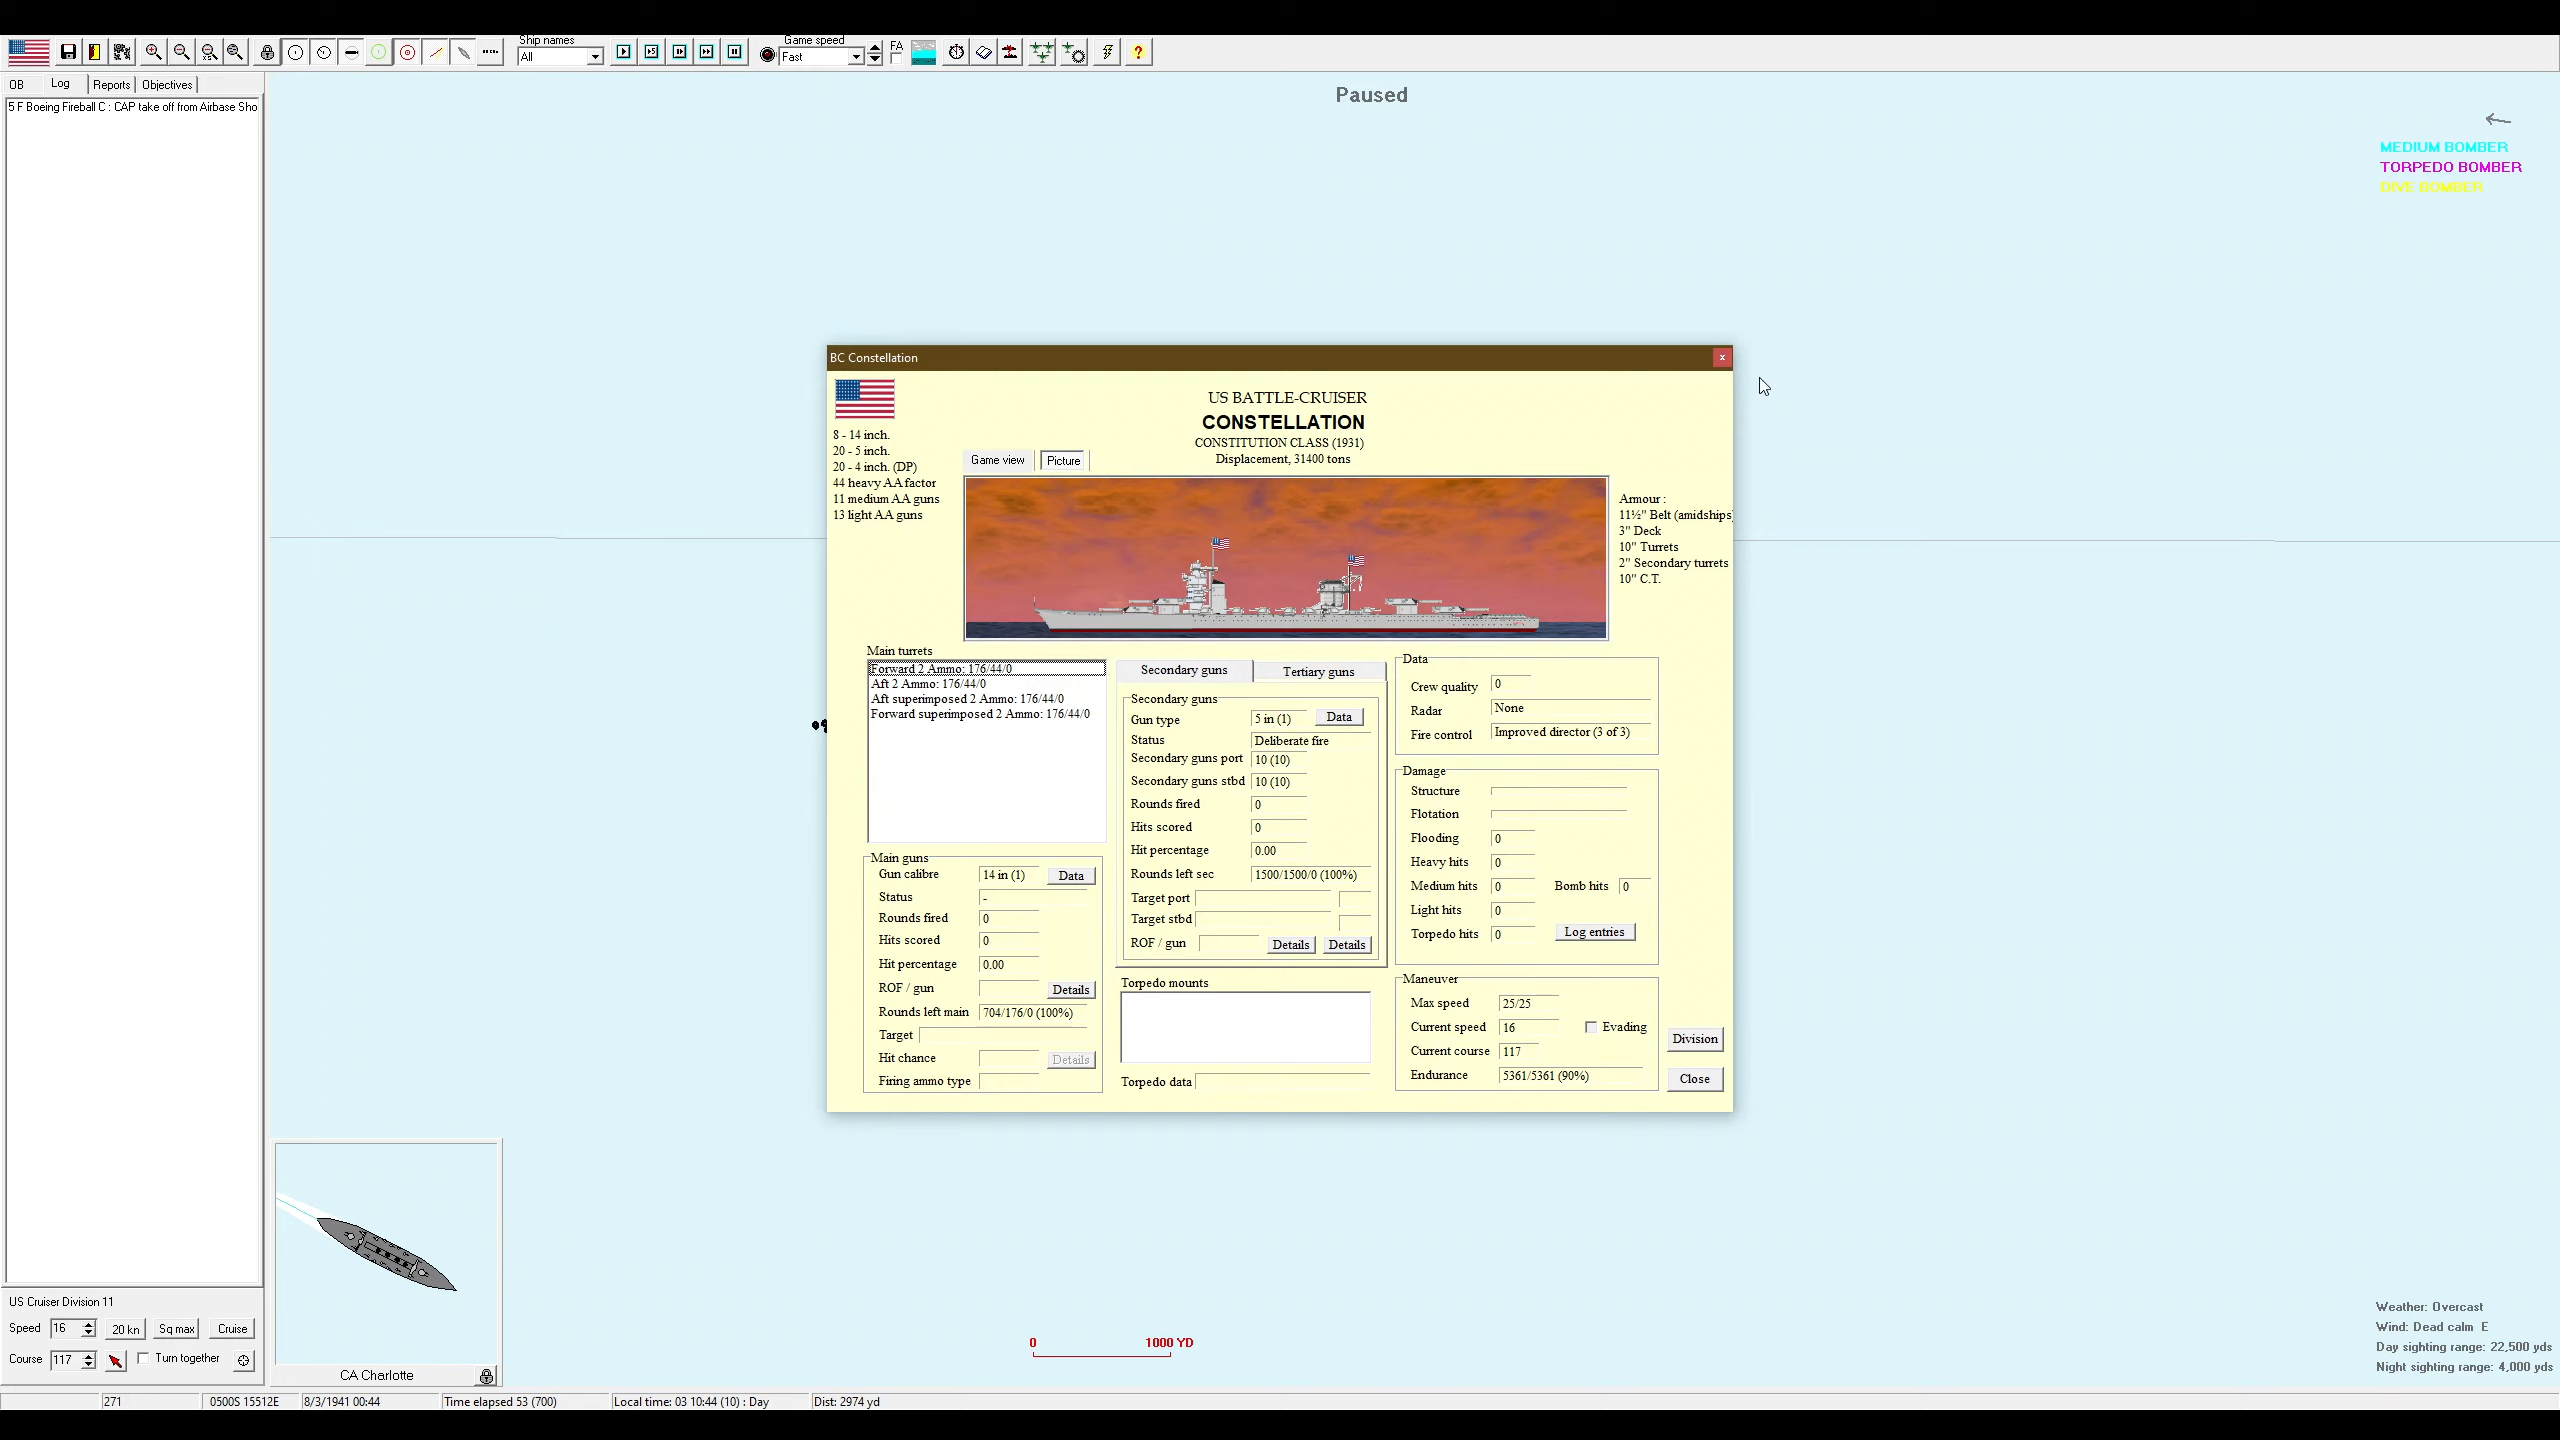 Ship names
All
Game speed
Fast
FA
OB
Log
Reports
Objectives
5 F Boeing Fireball C : CAP take off from Airbase Sho
Paused
MEDIUM BOMBER
TORPEDO BOMBER
DIVE BOMBER
BC Constellation
x
US BATTLE-CRUISER
CONSTELLATION
CONSTITUTION CLASS (1931)
Displacement, 31400 tons
8 - 14 inch.
20 - 5 inch.
20 - 4 inch. (DP)
44 heavy AA factor
11 medium AA guns
13 light AA guns
Game view
Picture
Armour :
11½" Belt (amidships)
3" Deck
10" Turrets
2" Secondary turrets
10" C.T.
Main turrets
Forward 2 Ammo: 176/44/0
Aft 2 Ammo: 176/44/0
Aft superimposed 2 Ammo: 176/44/0
Forward superimposed 2 Ammo: 176/44/0
Main guns
Gun calibre 14 in (1) Data
Status -
Rounds fired 0
Hits scored 0
Hit percentage 0.00
ROF / gun Details
Rounds left main 704/176/0 (100%)
Target
Hit chance Details
Firing ammo type
Secondary guns
Tertiary guns
Secondary guns
Gun type 5 in (1) Data
Status Deliberate fire
Secondary guns port 10 (10)
Secondary guns stbd 10 (10)
Rounds fired 0
Hits scored 0
Hit percentage 0.00
Rounds left sec 1500/1500/0 (100%)
Target port
Target stbd
ROF / gun Details Details
Torpedo mounts
Torpedo data
Data
Crew quality 0
Radar None
Fire control Improved director (3 of 3)
Damage
Structure
Flotation
Flooding 0
Heavy hits 0
Medium hits 0 Bomb hits 0
Light hits 0
Torpedo hits 0 Log entries
Maneuver
Max speed 25/25
Current speed 16 Evading
Current course 117
Endurance 5361/5361 (90%)
Division
Close
US Cruiser Division 11
Speed 16 20 kn Sq max Cruise
Course 117 Turn together
CA Charlotte
0 1000 YD
Weather: Overcast
Wind: Dead calm E
Day sighting range: 22,500 yds
Night sighting range: 4,000 yds
271
0500S 15512E
8/3/1941 00:44
Time elapsed 53 (700)
Local time: 03 10:44 (10) : Day
Dist: 2974 yd